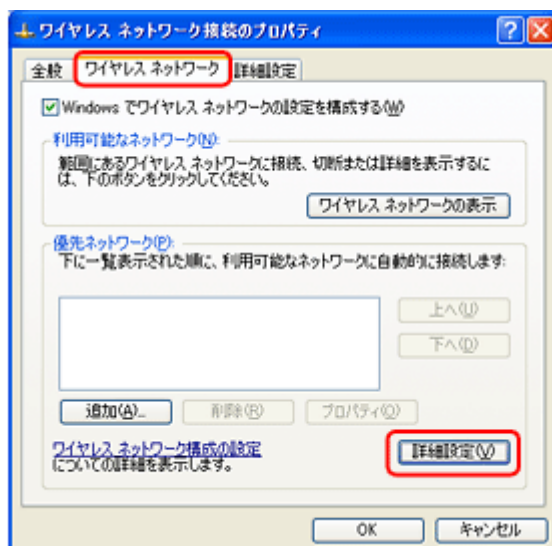 ワイヤレス ネットワーク接続のプロパティ
全般 ワイヤレス ネットワーク 詳細設定
Windows でワイヤレス ネットワークの設定を構成する(W)
利用可能なネットワーク(N):
範囲にあるワイヤレス ネットワークに接続、切断または詳細を表示するに
は、下のボタンをクリックしてください。
ワイヤレス ネットワークの表示
優先ネットワーク(P):
下に一覧表示された順に、利用可能なネットワークに自動的に接続します:
上へ(U)
下へ(D)
追加(A)... 削除(R) プロパティ(O)
ワイヤレス ネットワーク構成の設定
についての詳細を表示します。
詳細設定(V)
OK キャンセル